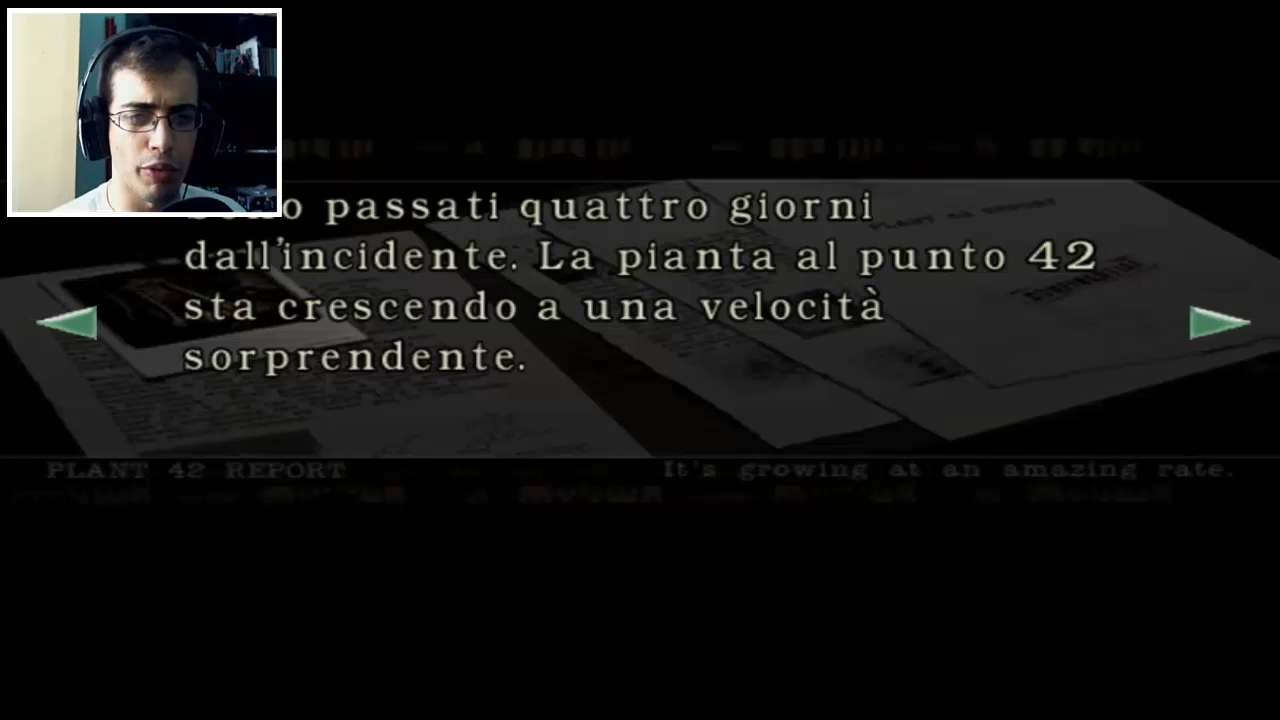 passati quattro giorni
dall'incidente. La pianta al punto 42
sta crescendo a una velocità
sorprendente.
PLANT 42 REPORT
It's growing at an amazing rate.